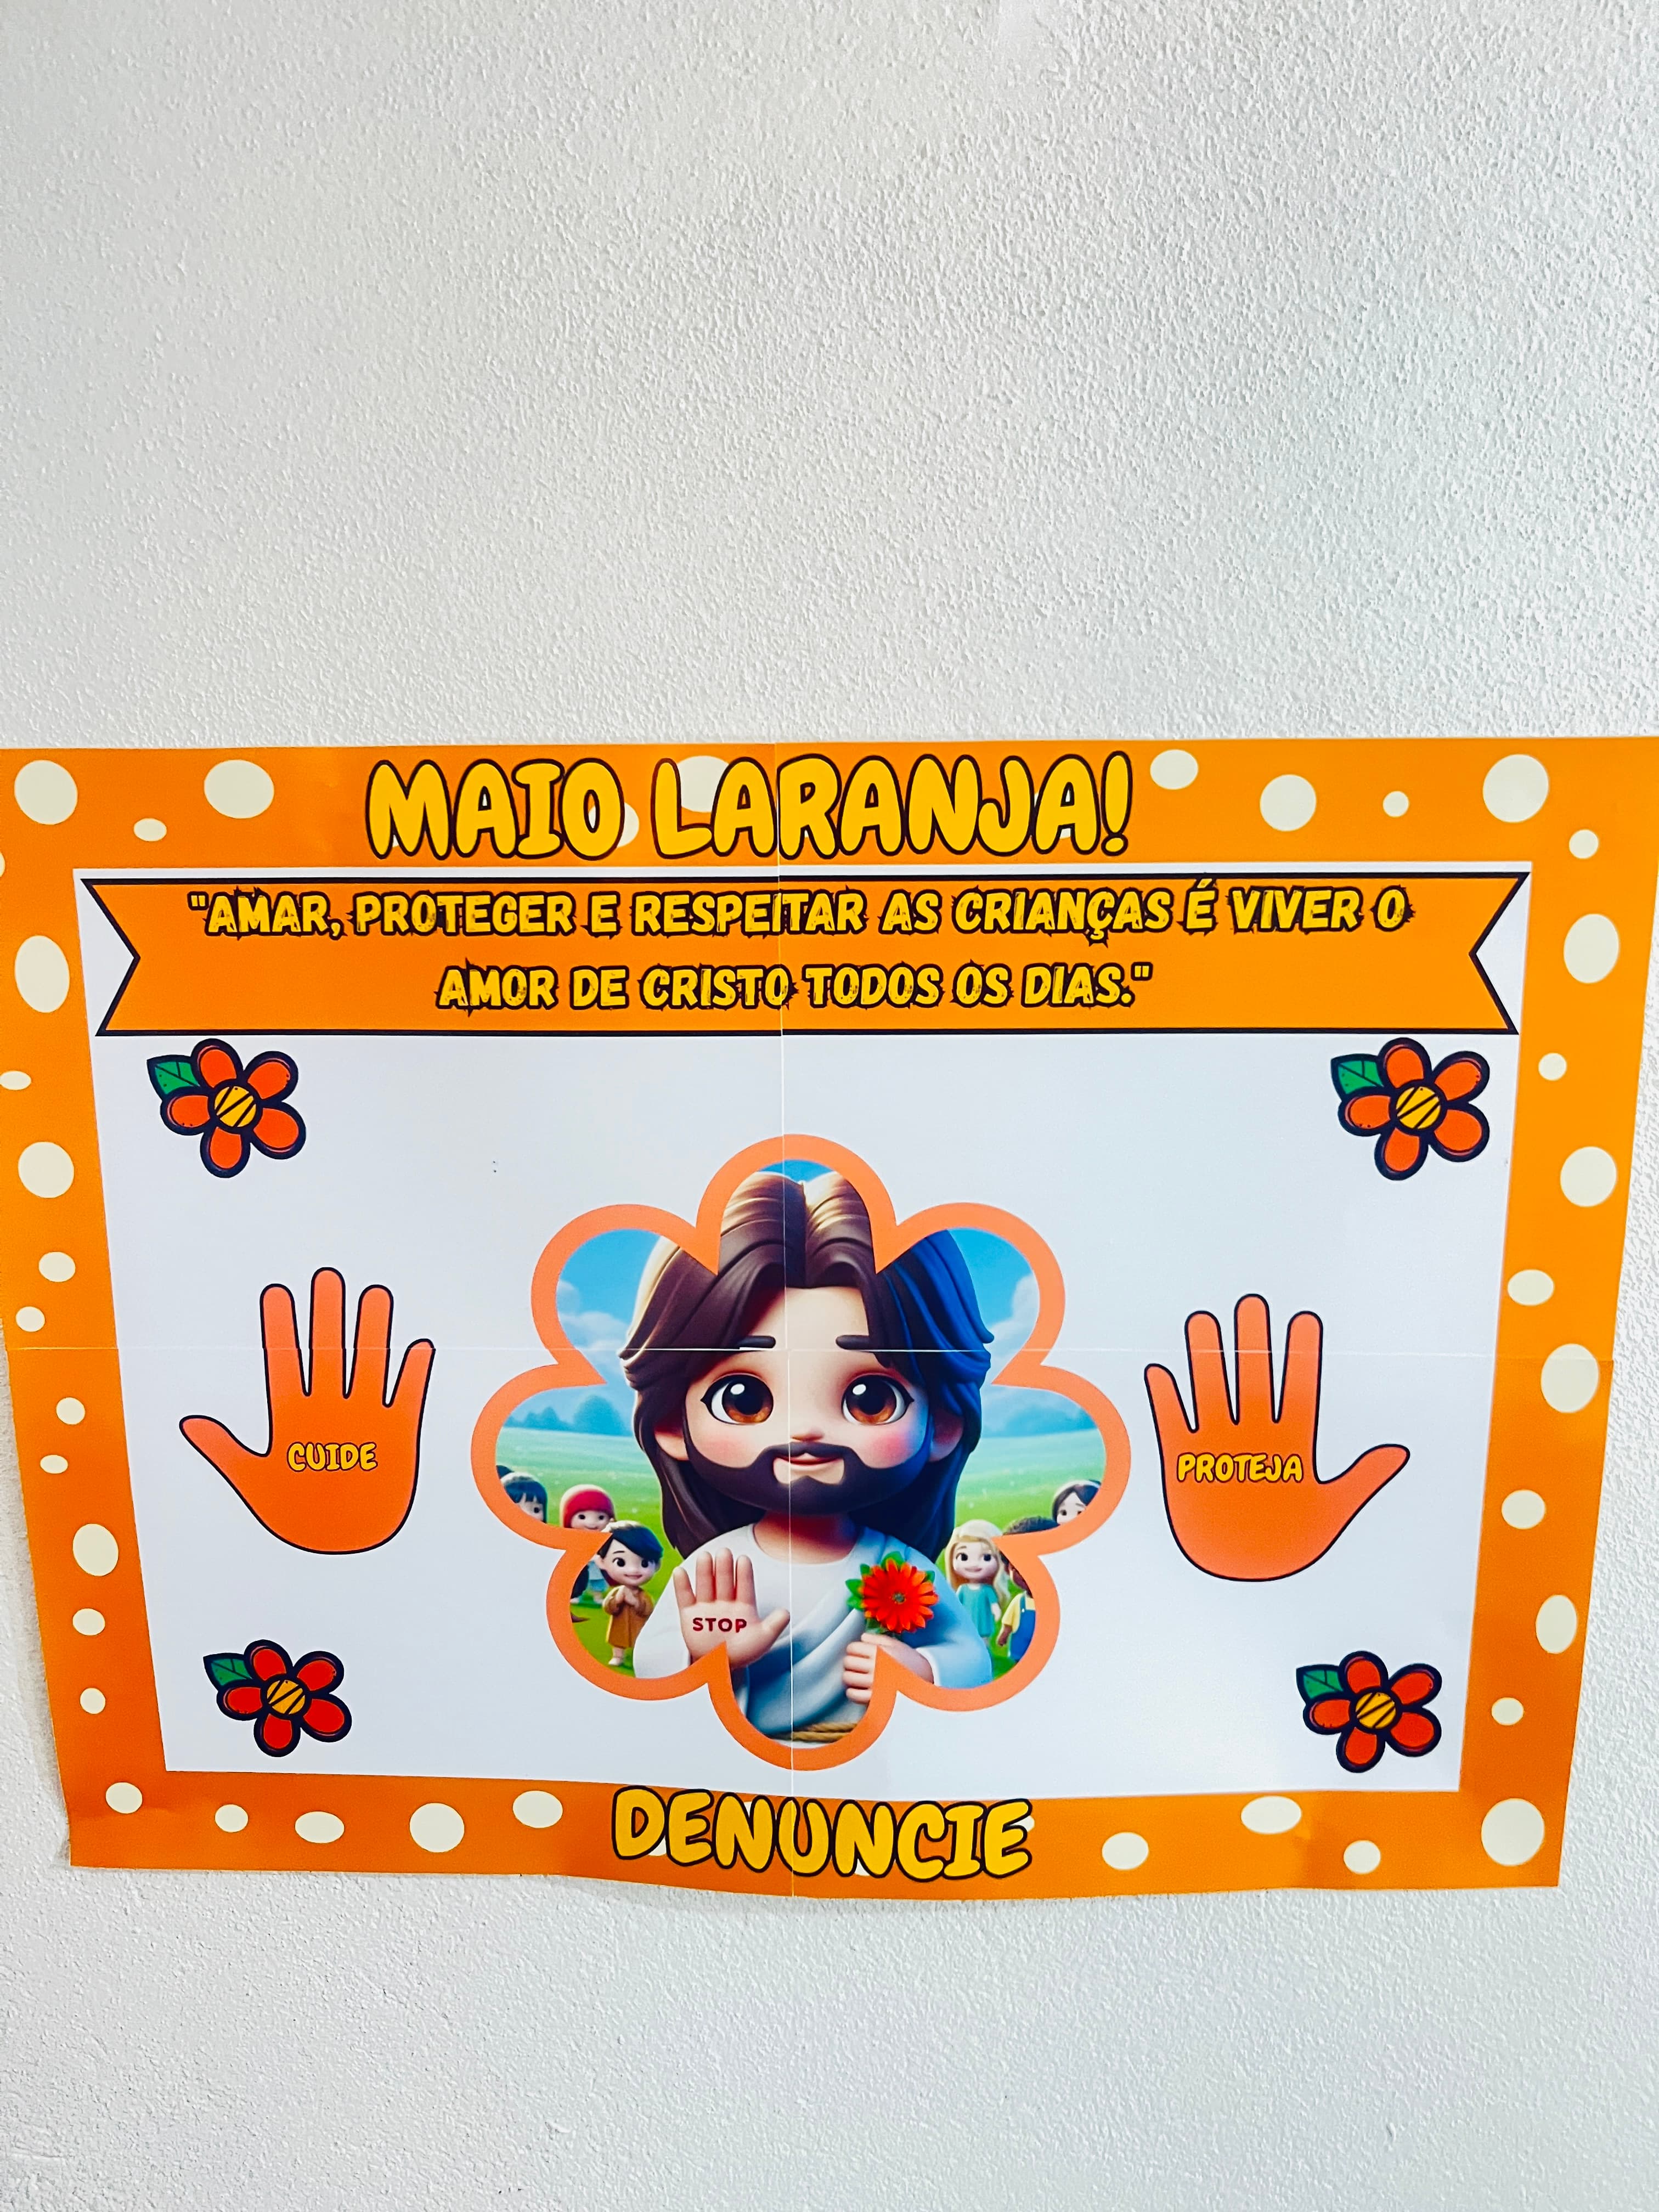 MAIO LARANJA!
"AMAR, PROTEGER E RESPEITAR AS CRIANÇAS É VIVER O
AMOR DE CRISTO TODOS OS DIAS."
CUIDE
PROTEJA
STOP
DENUNCIE